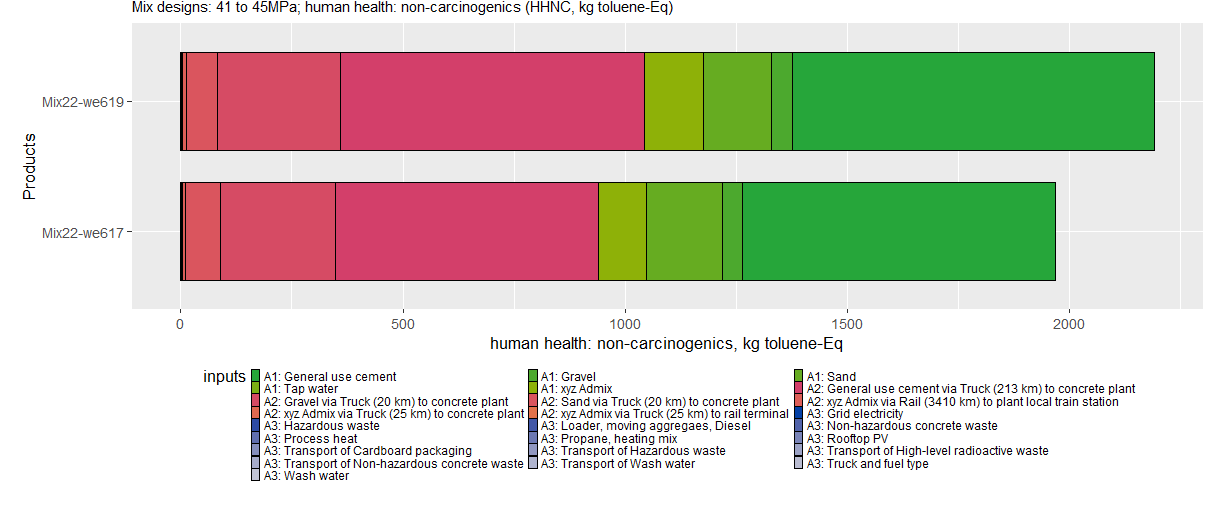 Mix designs: 41 to 45MPa; human health: non-carcinogenics (HHNC, kg toluene-Eq)
Products
Mix22-we619
Mix22-we617
0 500 1000 1500 2000
human health: non-carcinogenics, kg toluene-Eq
inputs
A1: General use cement A1: Gravel A1: Sand
A1: Tap water A1: xyz Admix A2: General use cement via Truck (213 km) to concrete plant
A2: Gravel via Truck (20 km) to concrete plant A2: Sand via Truck (20 km) to concrete plant A2: xyz Admix via Rail (3410 km) to plant local train station
A2: xyz Admix via Truck (25 km) to concrete plant A2: xyz Admix via Truck (25 km) to rail terminal A3: Grid electricity
A3: Hazardous waste A3: Loader, moving aggregaes, Diesel A3: Non-hazardous concrete waste
A3: Process heat A3: Propane, heating mix A3: Rooftop PV
A3: Transport of Cardboard packaging A3: Transport of Hazardous waste A3: Transport of High-level radioactive waste
A3: Transport of Non-hazardous concrete waste A3: Transport of Wash water A3: Truck and fuel type
A3: Wash water